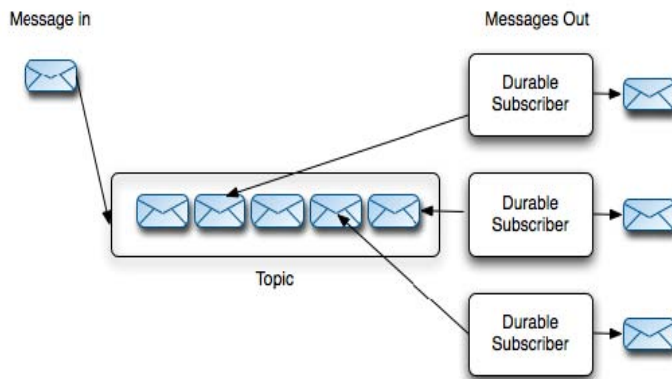 Message in
Messages Out
Durable
Subscriber
Durable
Subscriber
Topic
Durable
Subscriber